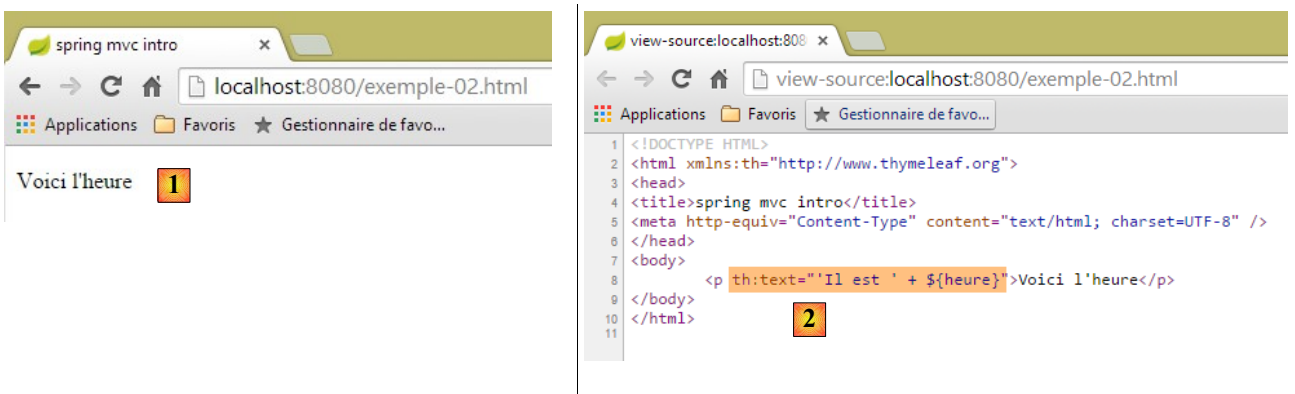 spring mvc intro
localhost:8080/exemple-02.html
Applications Favoris Gestionnaire de favo...
Voici l'heure 1
view-source:localhost:808
view-source:localhost:8080/exemple-02.html
Applications Favoris Gestionnaire de favo...
1 <!DOCTYPE HTML>
2 <html xmlns:th="http://www.thymeleaf.org">
3 <head>
4 <title>spring mvc intro</title>
5 <meta http-equiv="Content-Type" content="text/html; charset=UTF-8" />
6 </head>
7 <body>
8 <p th:text="'Il est ' + ${heure}">Voici l'heure</p>
9 </body>
10 </html>
11
2